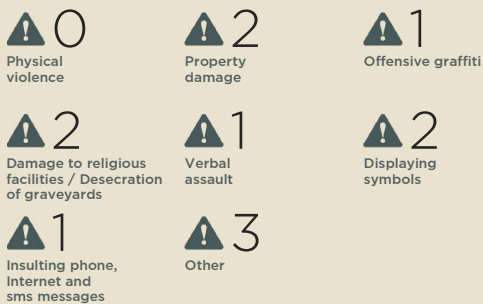 0
Physical
violence
2
Property
damage
1
Offensive graffiti
2
Damage to religious
facilities / Desecration
of graveyards
1
Verbal
assault
2
Displaying
symbols
1
Insulting phone,
Internet and
sms messages
3
Other